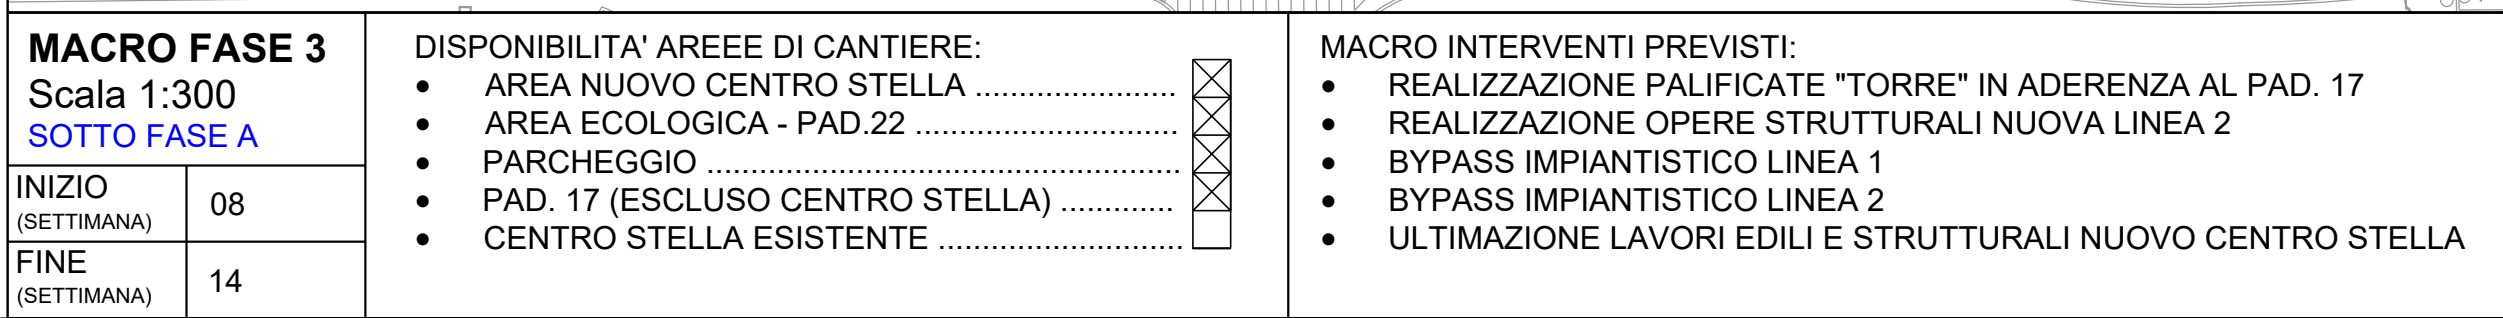 MACRO FASE 3
Scala 1:300
SOTTO FASE A
INIZIO
(SETTIMANA)
08
FINE
(SETTIMANA)
14
DISPONIBILITA' AREEE DI CANTIERE:
● AREA NUOVO CENTRO STELLA .......................
● AREA ECOLOGICA - PAD.22 ..............................
● PARCHEGGIO ......................................................
● PAD. 17 (ESCLUSO CENTRO STELLA) .............
● CENTRO STELLA ESISTENTE ............................
MACRO INTERVENTI PREVISTI:
● REALIZZAZIONE PALIFICATE "TORRE" IN ADERENZA AL PAD. 17
● REALIZZAZIONE OPERE STRUTTURALI NUOVA LINEA 2
● BYPASS IMPIANTISTICO LINEA 1
● BYPASS IMPIANTISTICO LINEA 2
● ULTIMAZIONE LAVORI EDILI E STRUTTURALI NUOVO CENTRO STELLA